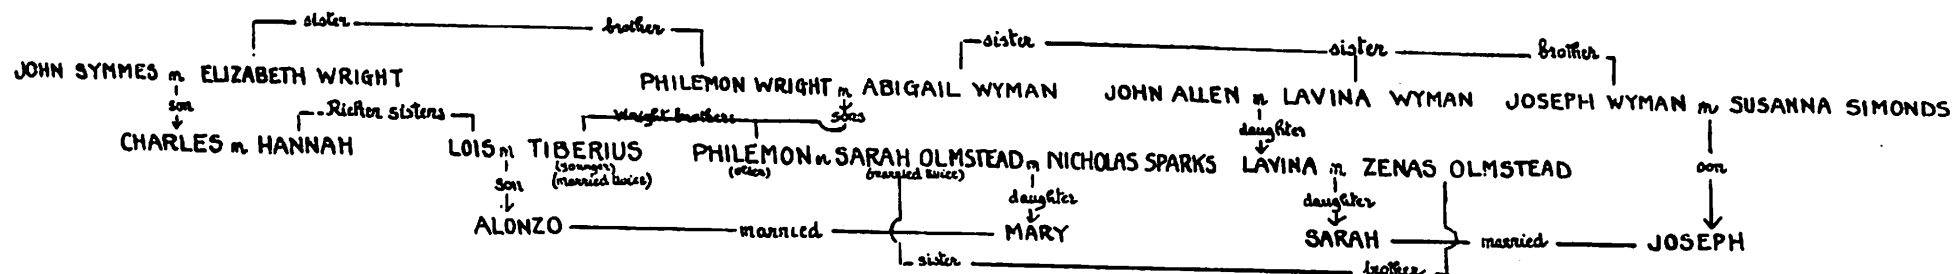 sister brother
sister sister brother
JOHN SYMMES m ELIZABETH WRIGHT PHILEMON WRIGHT m ABIGAIL WYMAN JOHN ALLEN m LAVINA WYMAN JOSEPH WYMAN m SUSANNA SIMONDS
son Richer sisters Wright brothers sons daughter
CHARLES m HANNAH LOIS m TIBERIUS PHILEMON m SARAH OLMSTEAD m NICHOLAS SPARKS LAVINA m ZENAS OLMSTEAD son
(younger) (older) (married twice)
son (married twice) daughter daughter
ALONZO married MARY SARAH married JOSEPH
sister brother